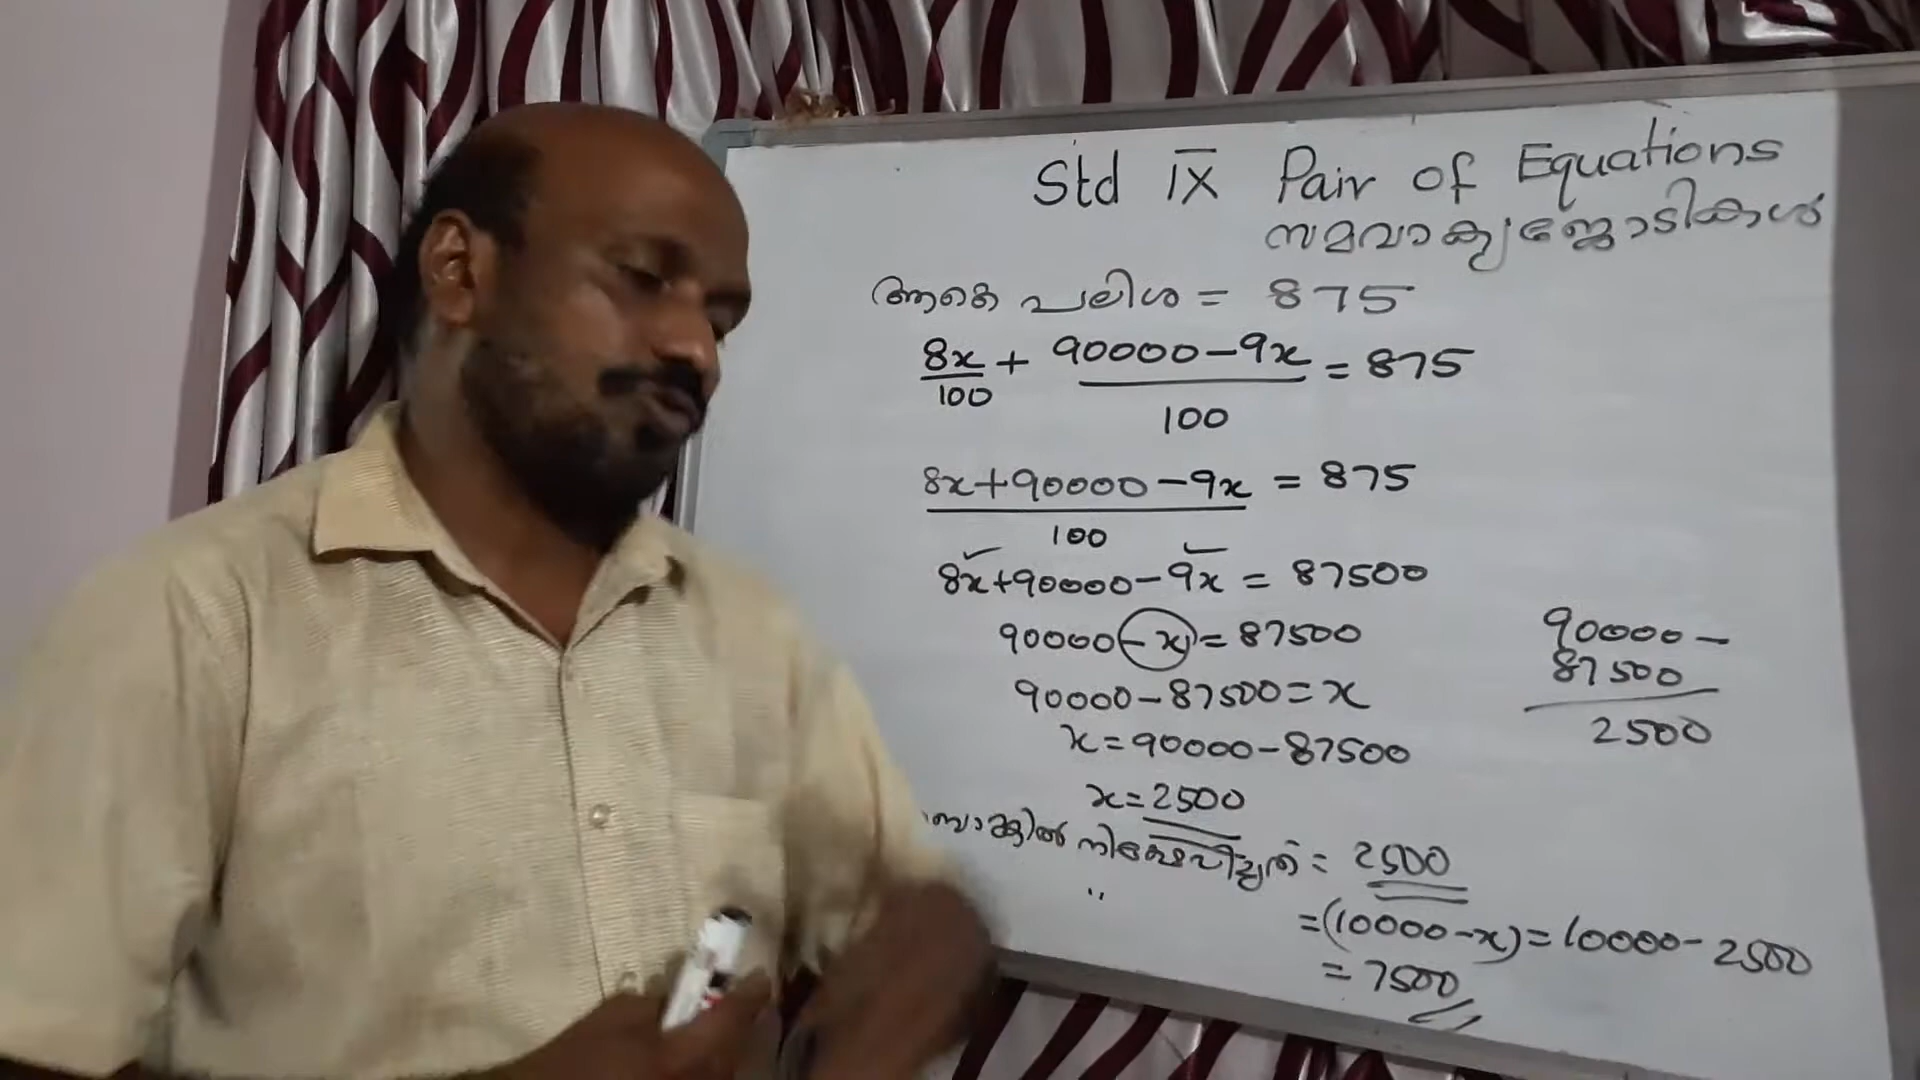 Std IX Pair of Equations
സമവാക്യജോടികൾ
ആകെ പലിശ = 875
8x/100 + 90000-9x/100 = 875
8x+90000-9x/100 = 875
8x+90000-9x = 87500
90000-x = 87500
90000-87500=x
x=90000-87500
x=2500
90000-
87500
2500
ബാങ്കിൽ നിക്ഷേപിച്ചത് = 2500
" =(10000-x)=10000-2500
= 7500